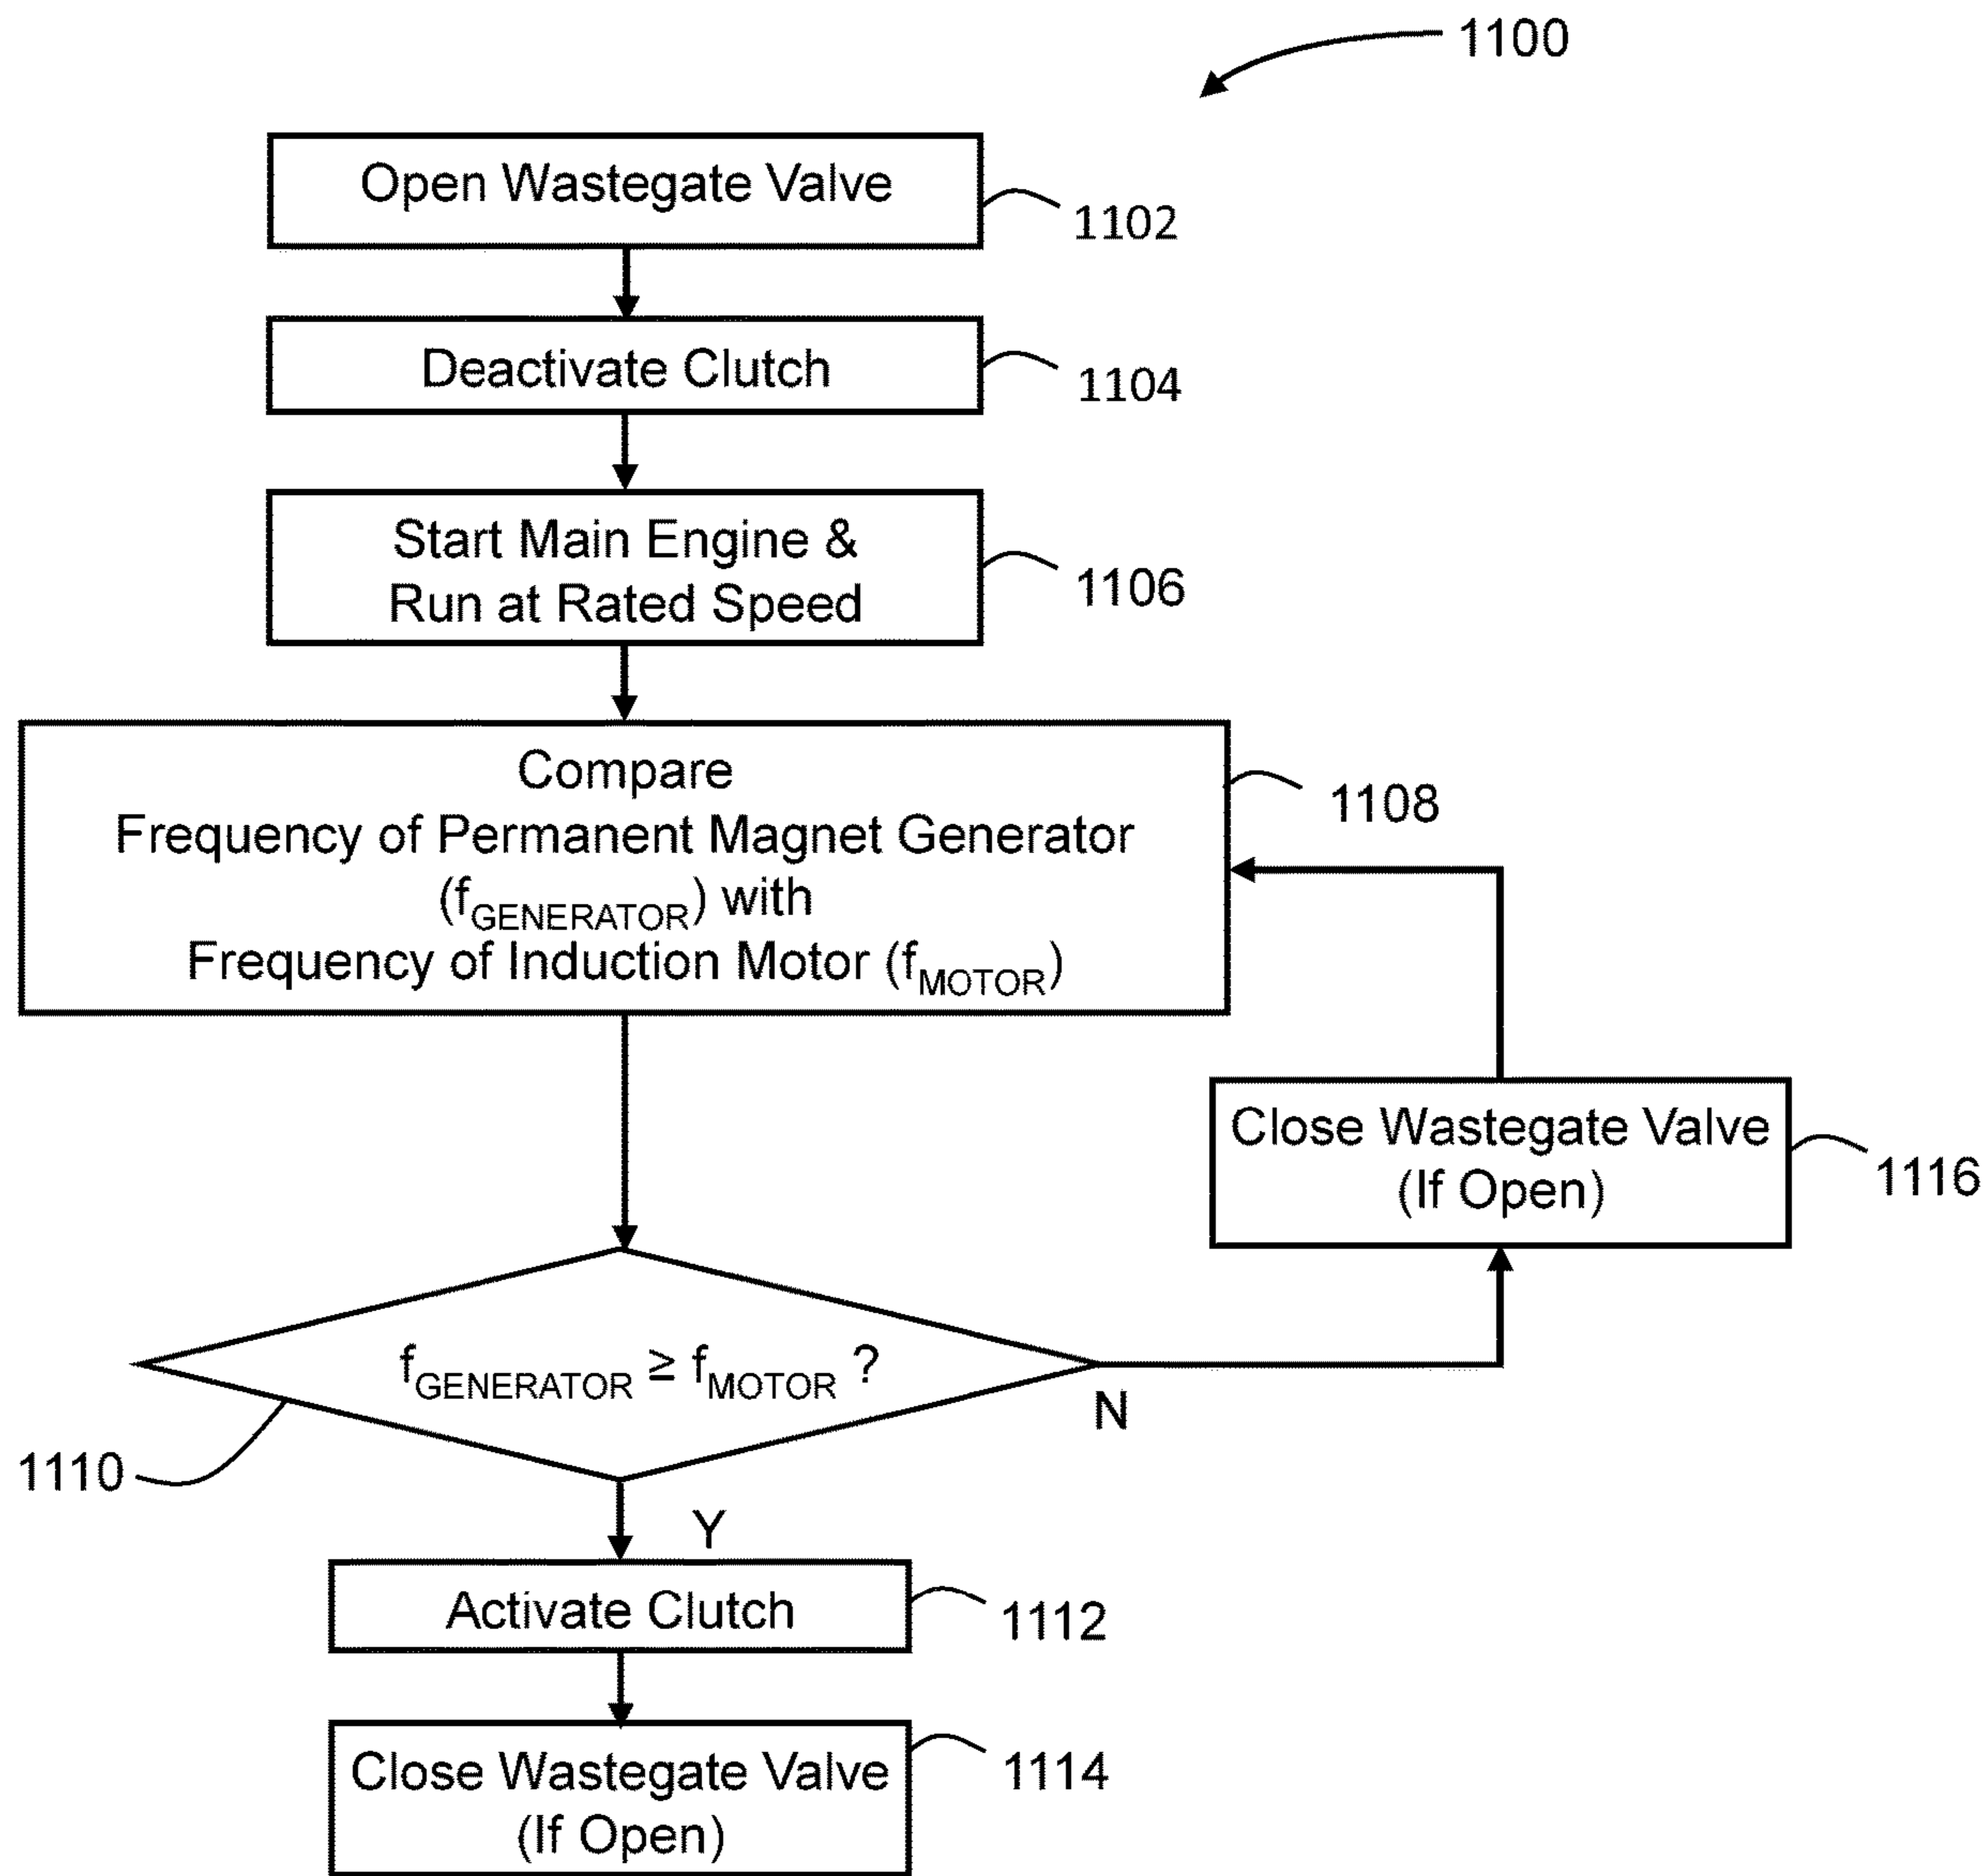 1100
Open Wastegate Valve
1102
Deactivate Clutch
1104
Start Main Engine &
Run at Rated Speed
1106
Compare
Frequency of Permanent Magnet Generator
(fGENERATOR) with
Frequency of Induction Motor (fMOTOR)
1108
Close Wastegate Valve
(If Open)
1116
fGENERATOR ≥ fMOTOR ?
N
1110
Y
Activate Clutch
1112
Close Wastegate Valve
(If Open)
1114